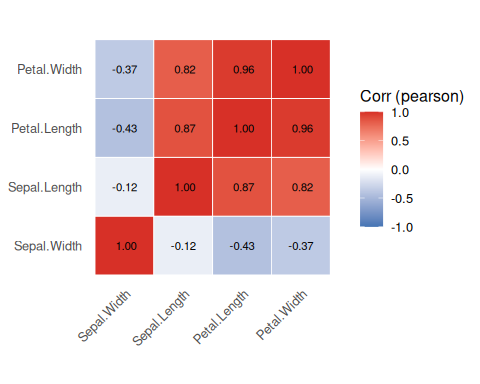 Petal.Width -0.37 0.82 0.96 1.00
Petal.Length -0.43 0.87 1.00 0.96
Sepal.Length -0.12 1.00 0.87 0.82
Sepal.Width 1.00 -0.12 -0.43 -0.37
Sepal.Width Sepal.Length Petal.Length Petal.Width
Corr (pearson)
1.0
0.5
0.0
-0.5
-1.0